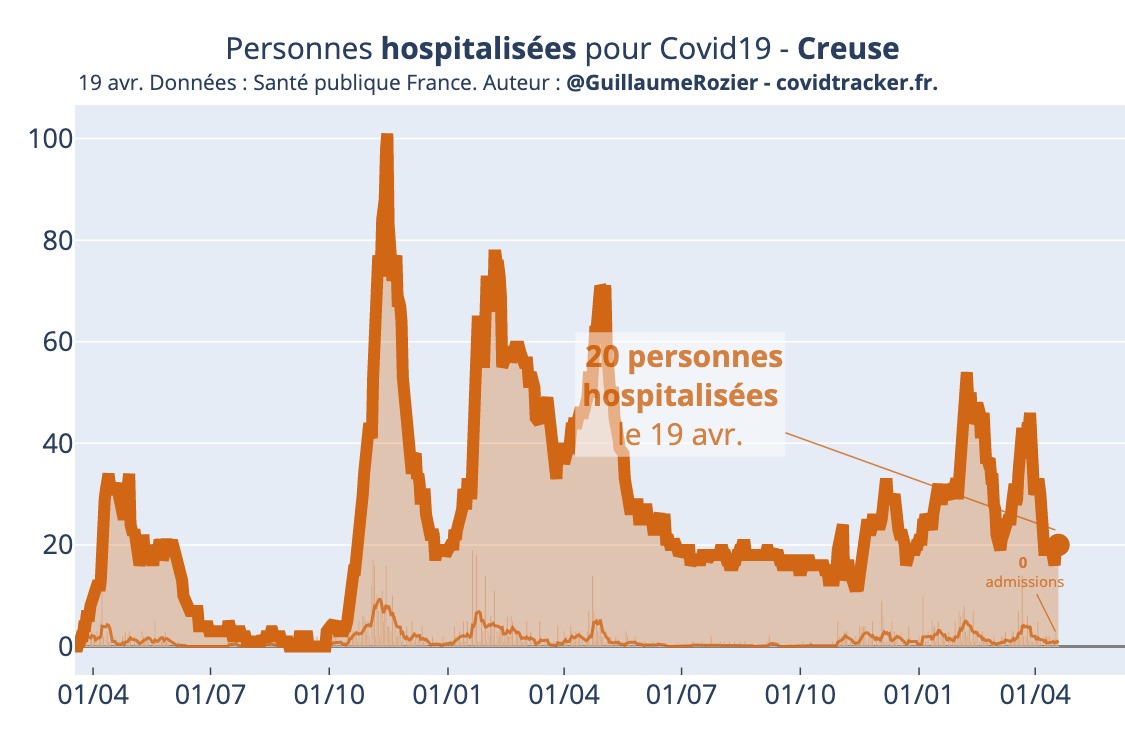 Personnes hospitalisées pour Covid19 - Creuse
19 avr. Données : Santé publique France. Auteur : @GuillaumeRozier - covidtracker.fr.
100
80
60
40
20
0
20 personnes
hospitalisées
le 19 avr.
0
admissions
01/04 01/07 01/10 01/01 01/04 01/07 01/10 01/01 01/04